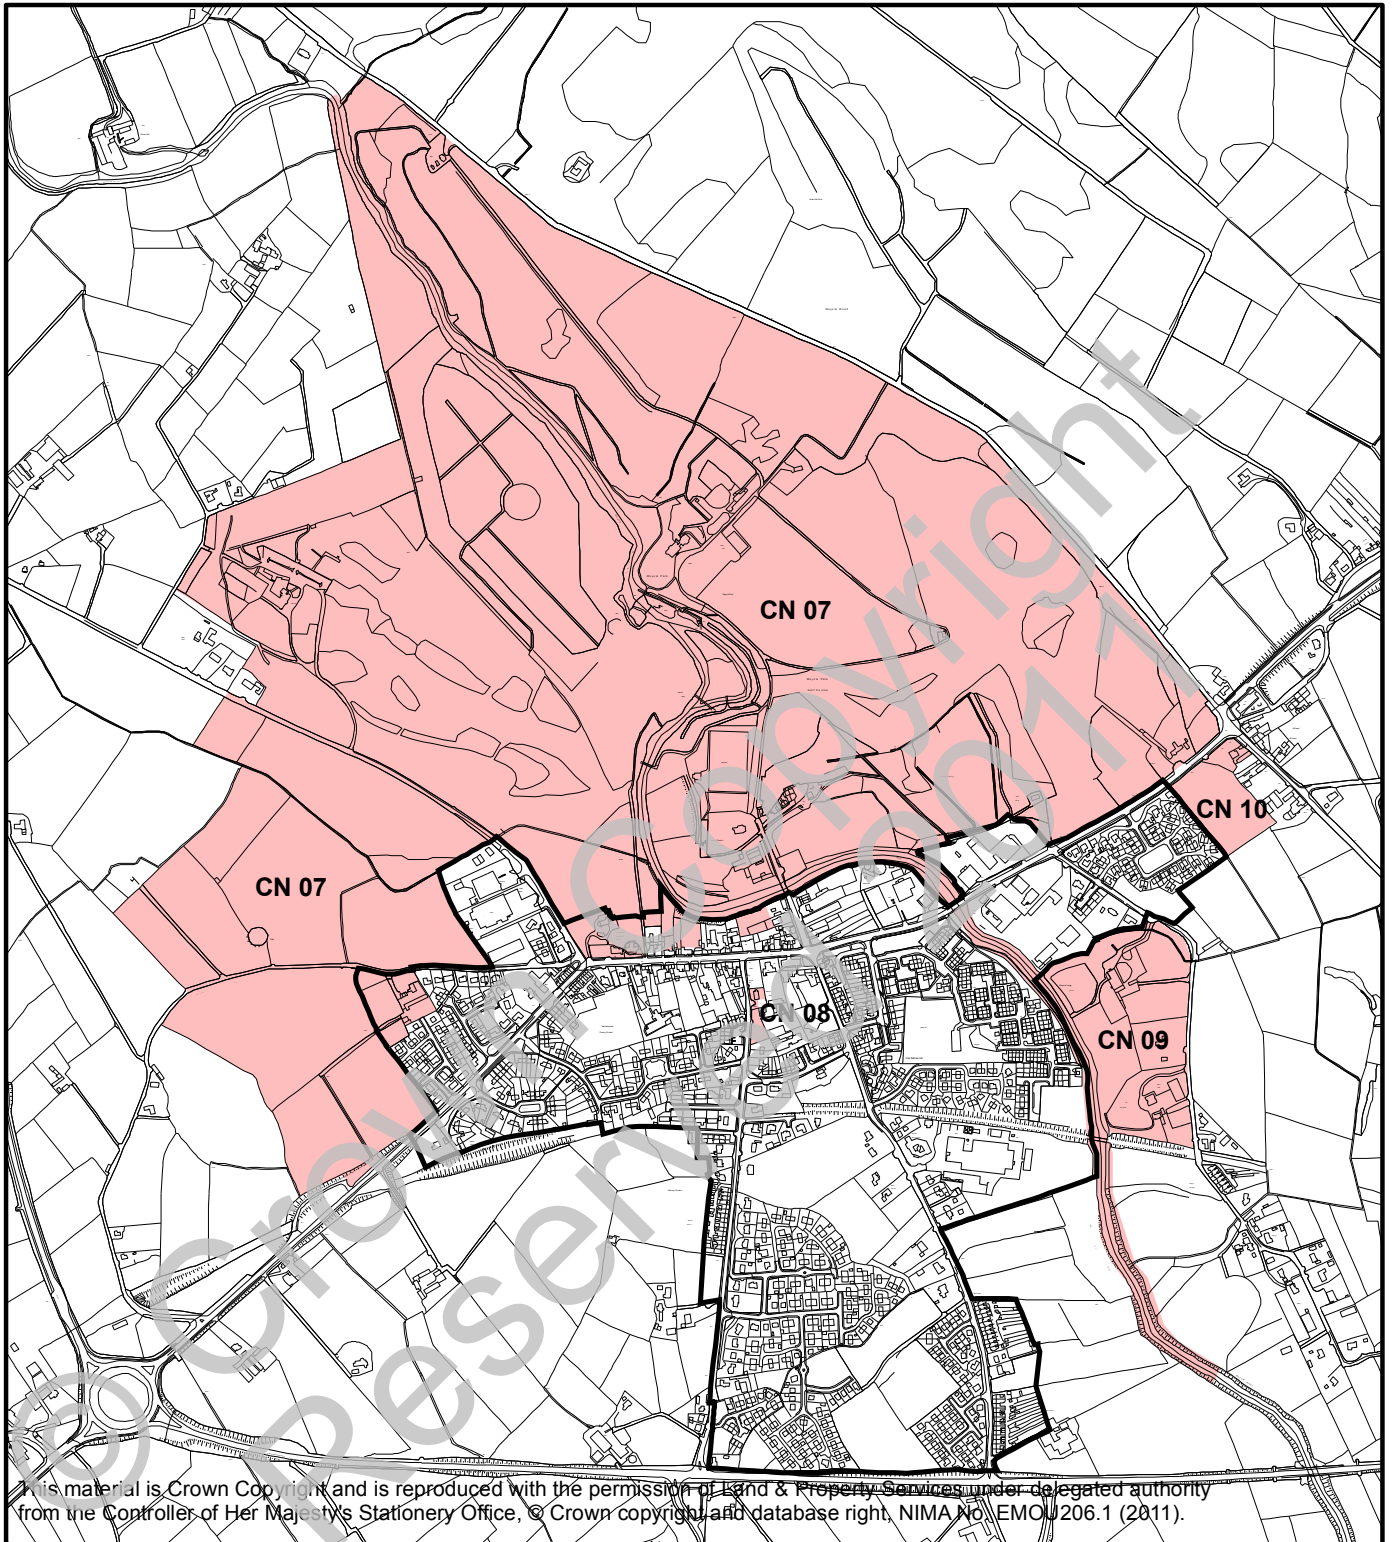 CN 07
CN 10
CN 07
CN 08
CN 09
© Crown Copyright
Reserved 2011
This material is Crown Copyright and is reproduced with the permission of Land & Property Services under delegated authority
from the Controller of Her Majesty's Stationery Office, © Crown copyright and database right, NIMA No. EMOU206.1 (2011).